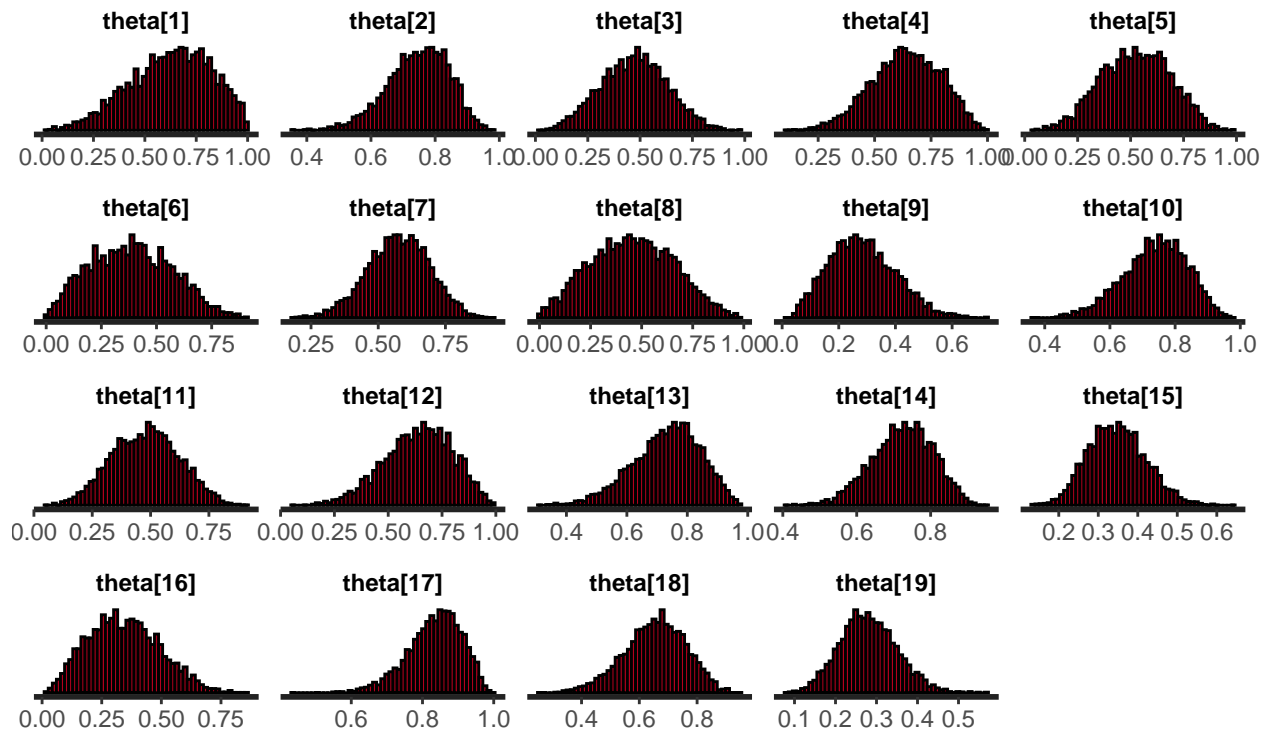 theta[1] theta[2] theta[3] theta[4] theta[5]
0.00 0.25 0.50 0.75 1.00 0.4 0.6 0.8 1.0 0.00 0.25 0.50 0.75 1.00 0.25 0.50 0.75 1.00 0.00 0.25 0.50 0.75 1.00
theta[6] theta[7] theta[8] theta[9] theta[10]
0.00 0.25 0.50 0.75 0.25 0.50 0.75 0.00 0.25 0.50 0.75 1.00 0.0 0.2 0.4 0.6 0.4 0.6 0.8 1.0
theta[11] theta[12] theta[13] theta[14] theta[15]
0.00 0.25 0.50 0.75 0.00 0.25 0.50 0.75 1.00 0.4 0.6 0.8 1.0 0.4 0.6 0.8 0.2 0.3 0.4 0.5 0.6
theta[16] theta[17] theta[18] theta[19]
0.00 0.25 0.50 0.75 0.6 0.8 1.0 0.4 0.6 0.8 0.1 0.2 0.3 0.4 0.5